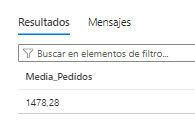 Resultados Mensajes
Buscar en elementos de filtro...
Media_Pedidos
1478,28